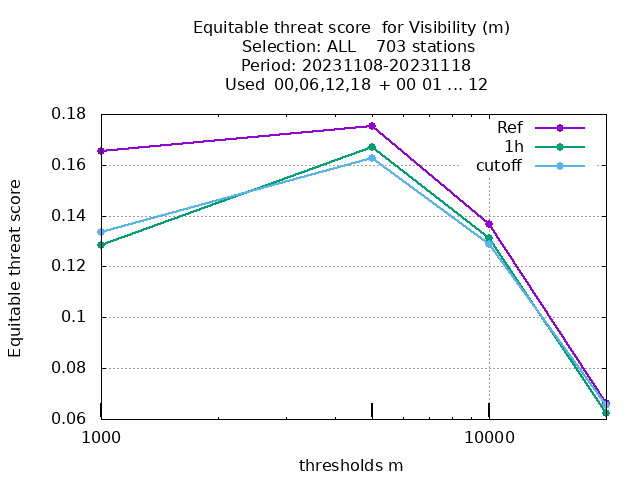 Equitable threat score  for Visibility (m)
Selection: ALL    703 stations
Period: 20231108-20231118
Used  00,06,12,18  + 00 01 ... 12
Ref
1h
cutoff
0.18
0.16
0.14
0.12
0.1
0.08
0.06
Equitable threat score
1000
10000
thresholds m